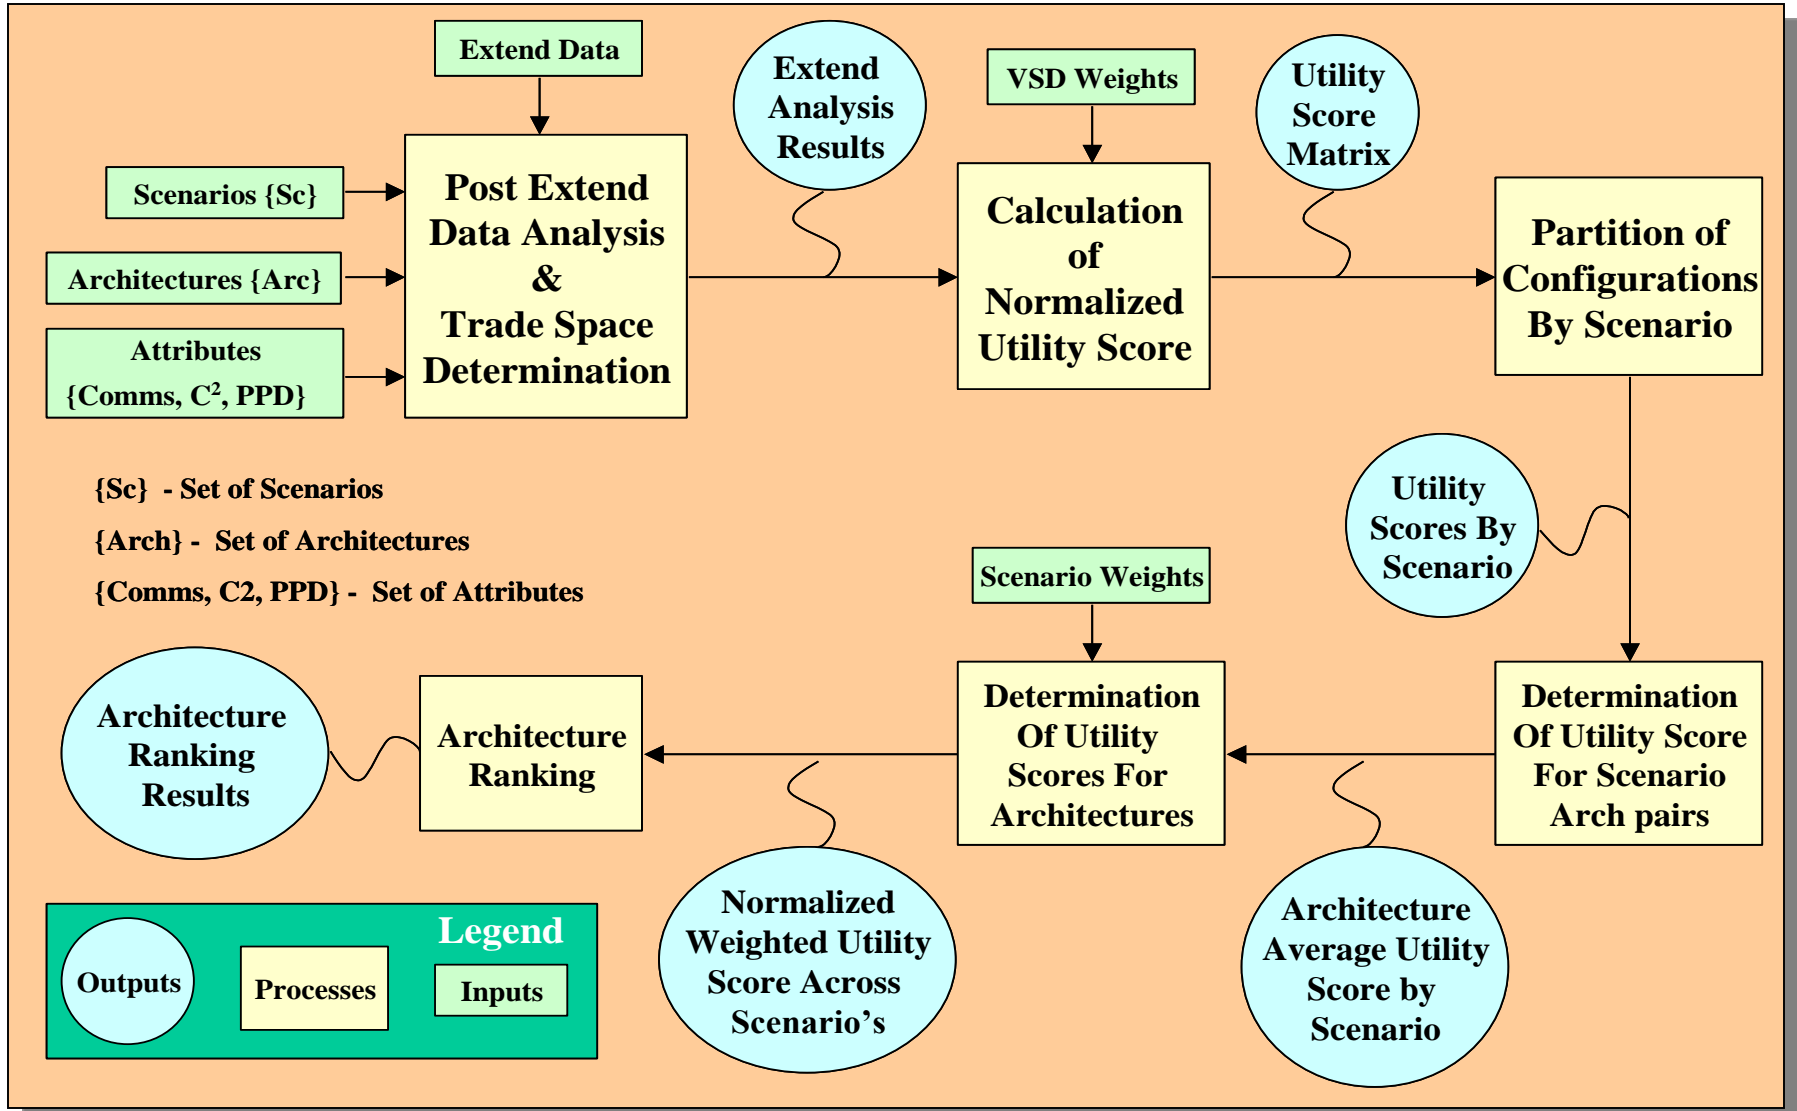 Extend Data
Extend
Analysis
Results
VSD Weights
Utility
Score
Matrix
Scenarios {Sc}
Architectures {Arc}
Attributes
{Comms, C², PPD}
Post Extend
Data Analysis
&
Trade Space
Determination
Calculation
of
Normalized
Utility Score
Partition of
Configurations
By Scenario
{Sc} - Set of Scenarios
{Arch} - Set of Architectures
{Comms, C2, PPD} - Set of Attributes
Utility
Scores By
Scenario
Scenario Weights
Architecture
Ranking
Results
Architecture
Ranking
Determination
Of Utility
Scores For
Architectures
Determination
Of Utility Score
For Scenario
Arch pairs
Normalized
Weighted Utility
Score Across
Scenario’s
Architecture
Average Utility
Score by
Scenario
Legend
Outputs
Processes
Inputs